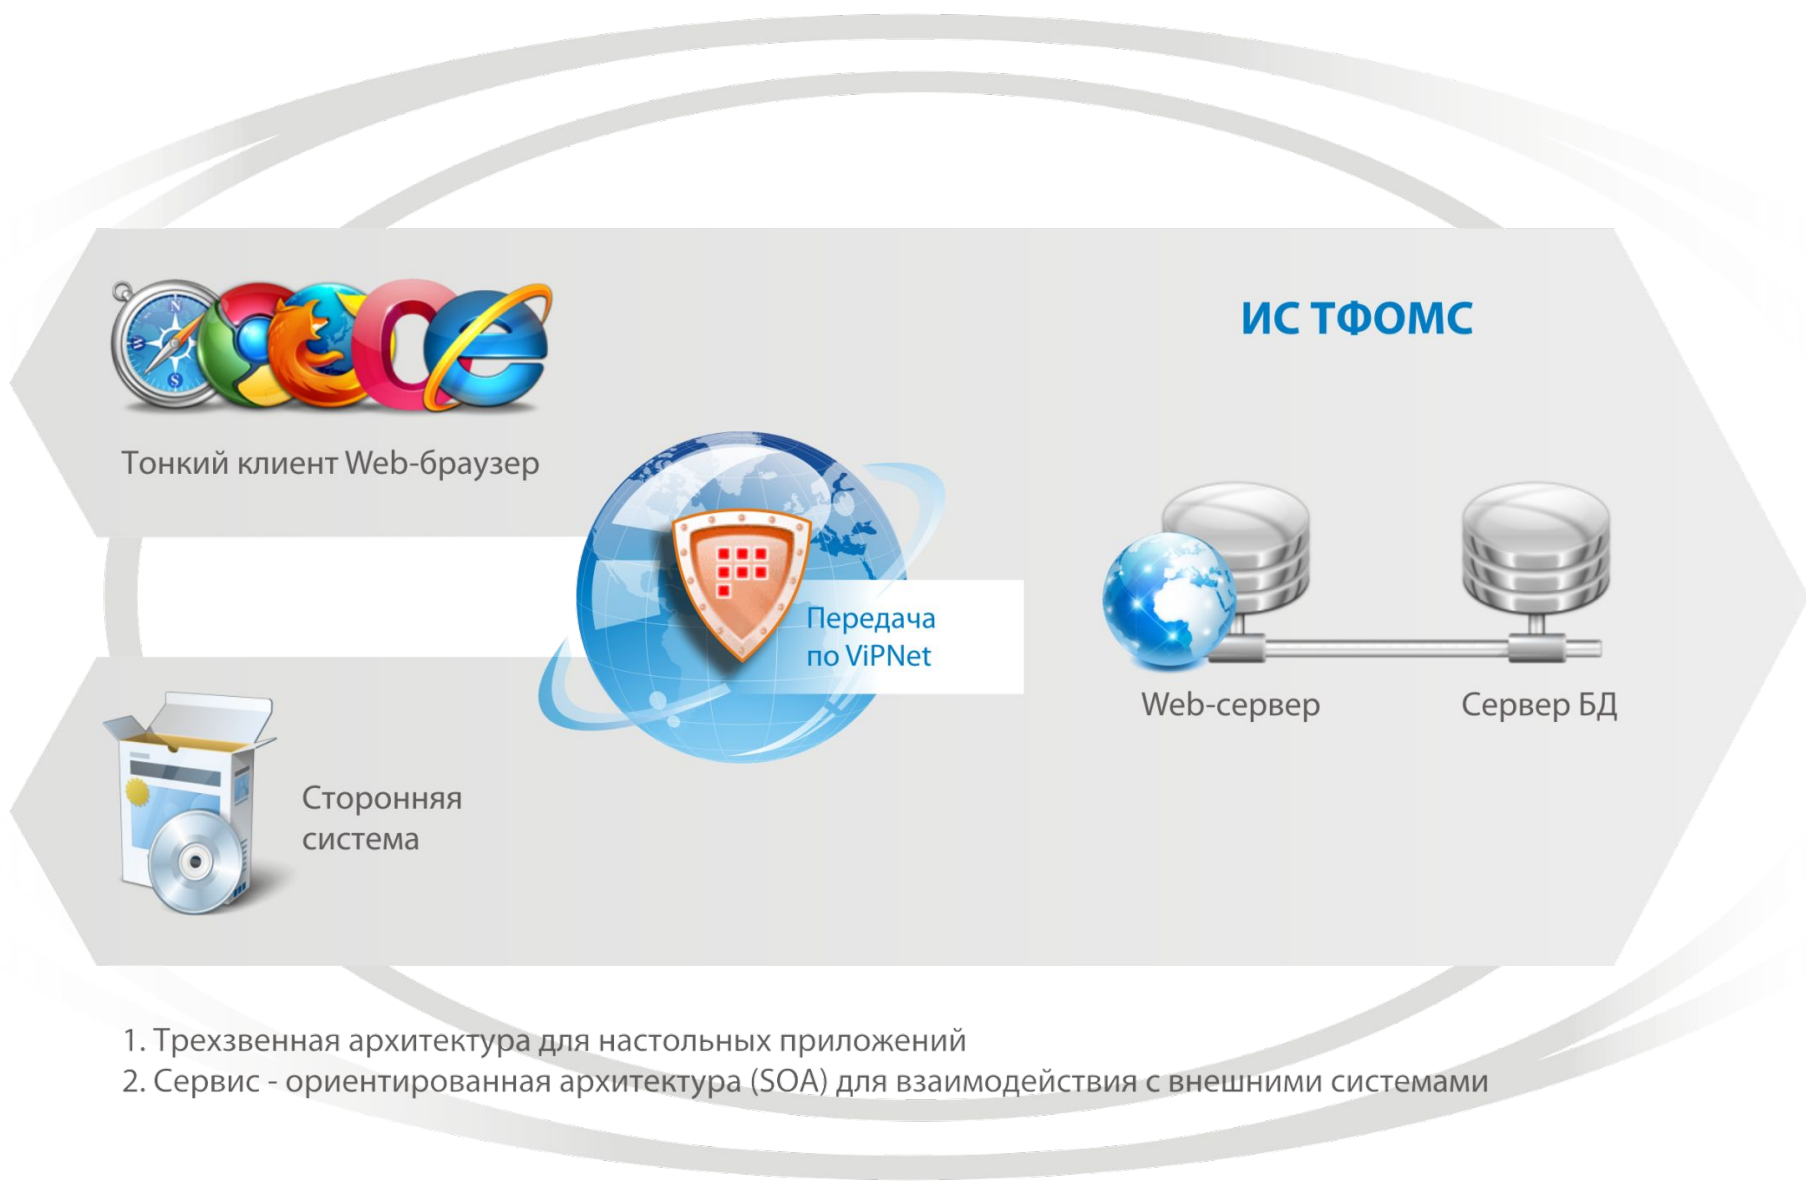 ИС ТФОМС
Тонкий клиент Web-браузер
Передача
по ViPNet
Web-сервер
Сервер БД
Сторонняя
система
1. Трехзвенная архитектура для настольных приложений
2. Сервис - ориентированная архитектура (SOA) для взаимодействия с внешними системами